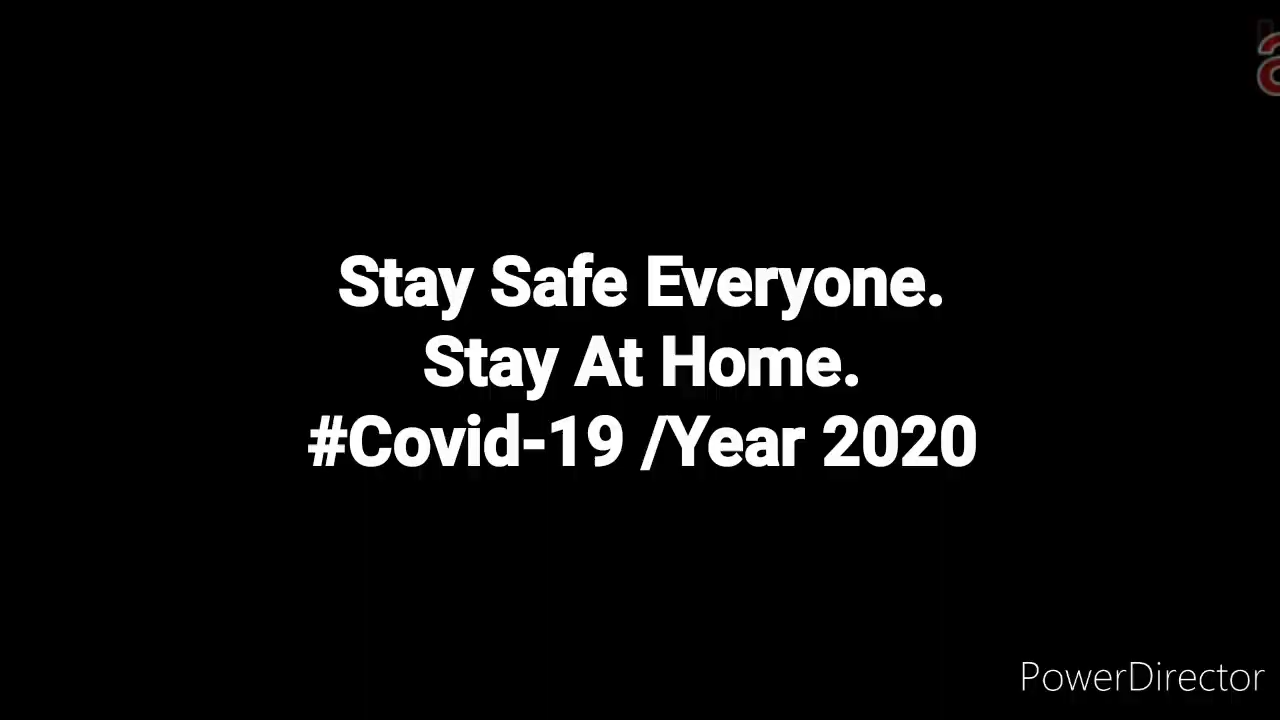 Stay Safe Everyone.
Stay At Home.
#Covid-19 /Year 2020
PowerDirector